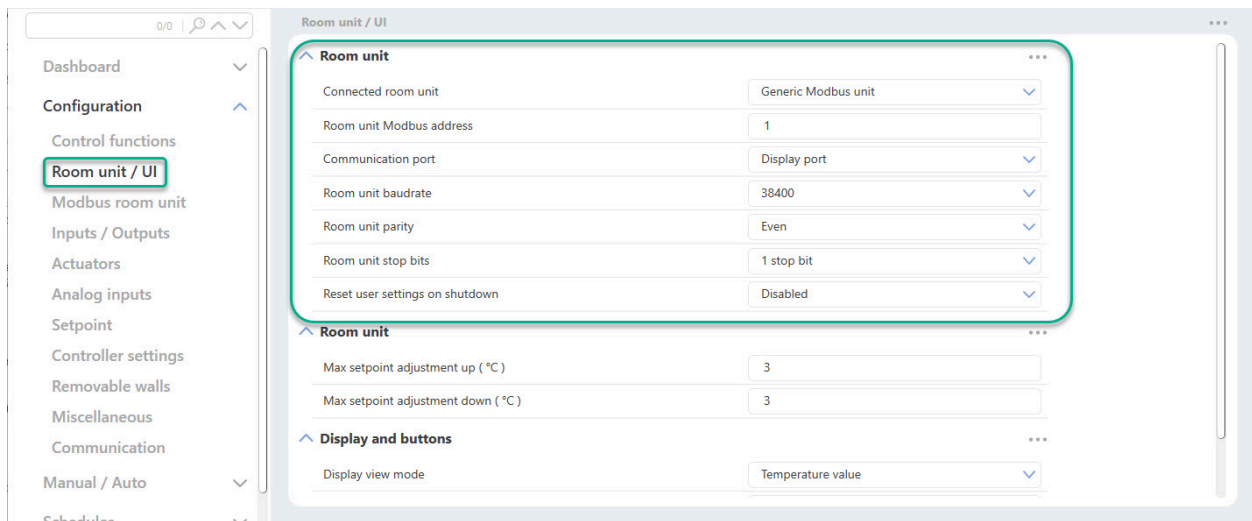 0/0
Dashboard
Configuration
Control functions
Room unit / UI
Modbus room unit
Inputs / Outputs
Actuators
Analog inputs
Setpoint
Controller settings
Removable walls
Miscellaneous
Communication
Manual / Auto
Schedules
Room unit / UI
Room unit
Connected room unit Generic Modbus unit
Room unit Modbus address 1
Communication port Display port
Room unit baudrate 38400
Room unit parity Even
Room unit stop bits 1 stop bit
Reset user settings on shutdown Disabled
Room unit
Max setpoint adjustment up ( °C ) 3
Max setpoint adjustment down ( °C ) 3
Display and buttons
Display view mode Temperature value